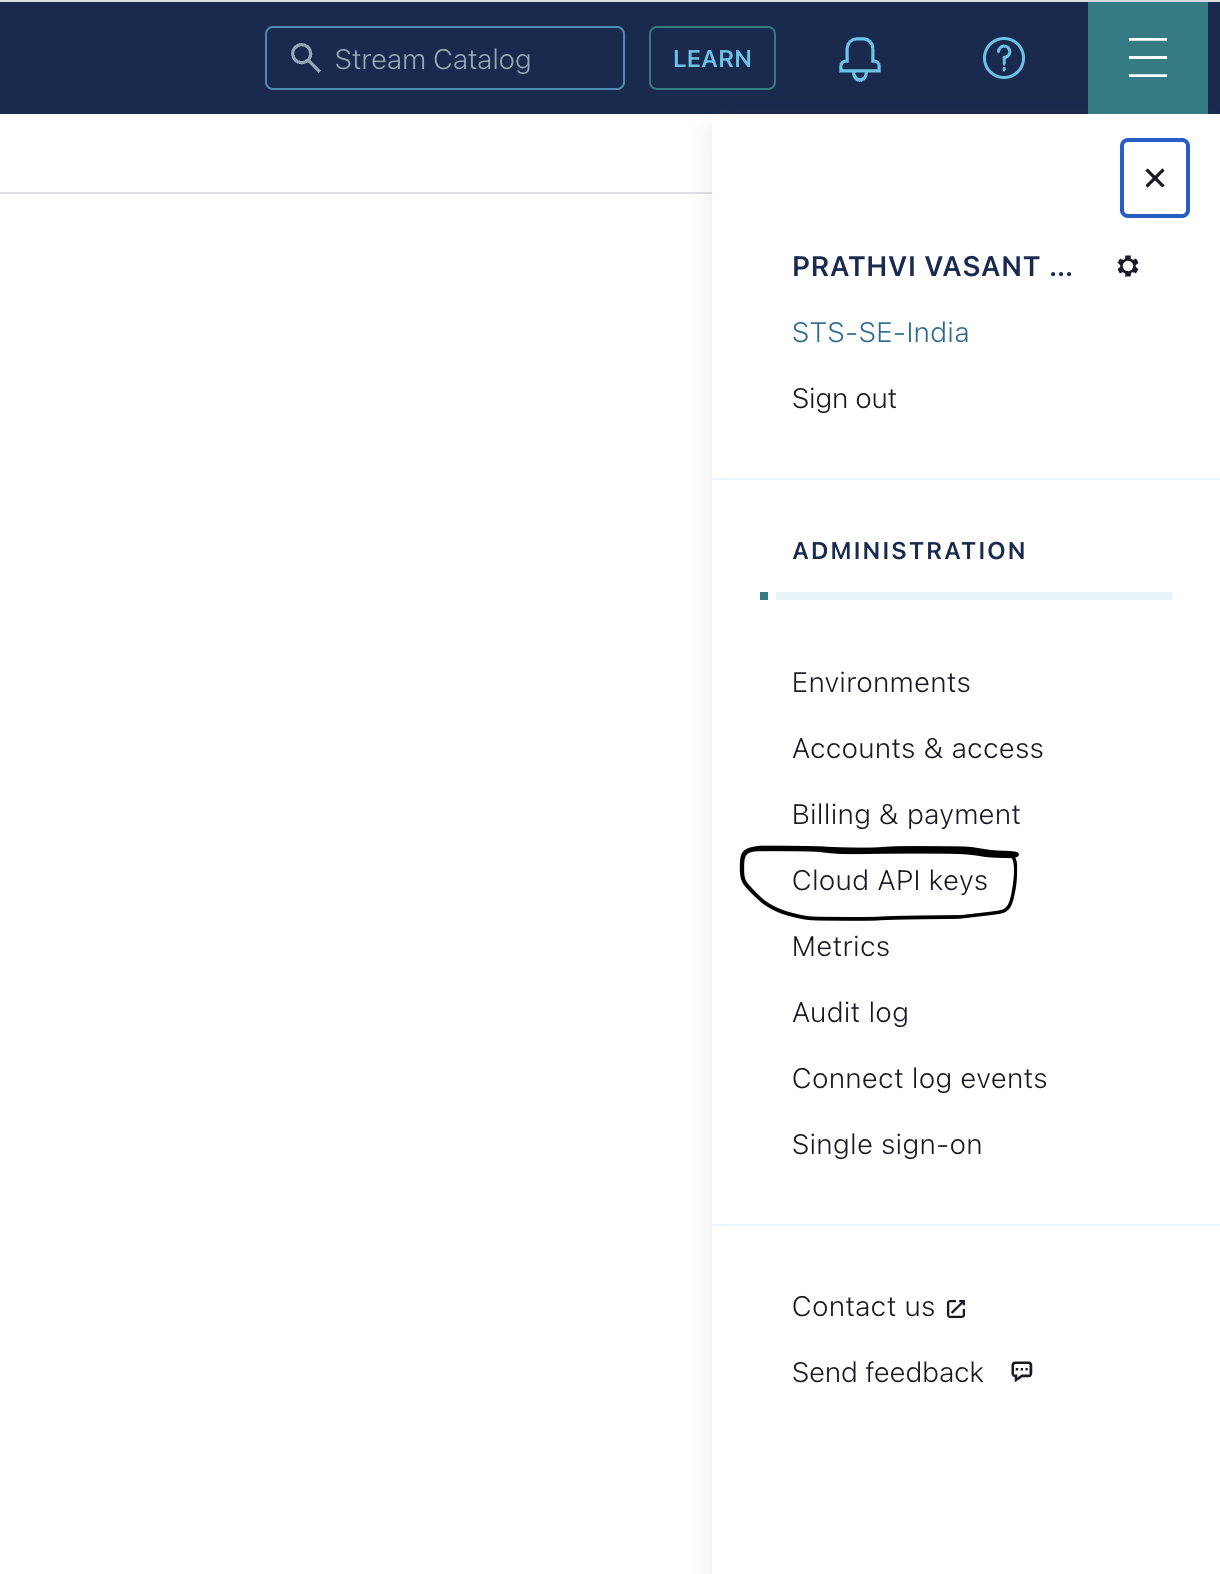 Stream Catalog
LEARN
PRATHVI VASANT ...
STS-SE-India
Sign out
ADMINISTRATION
Environments
Accounts & access
Billing & payment
Cloud API keys
Metrics
Audit log
Connect log events
Single sign-on
Contact us
Send feedback